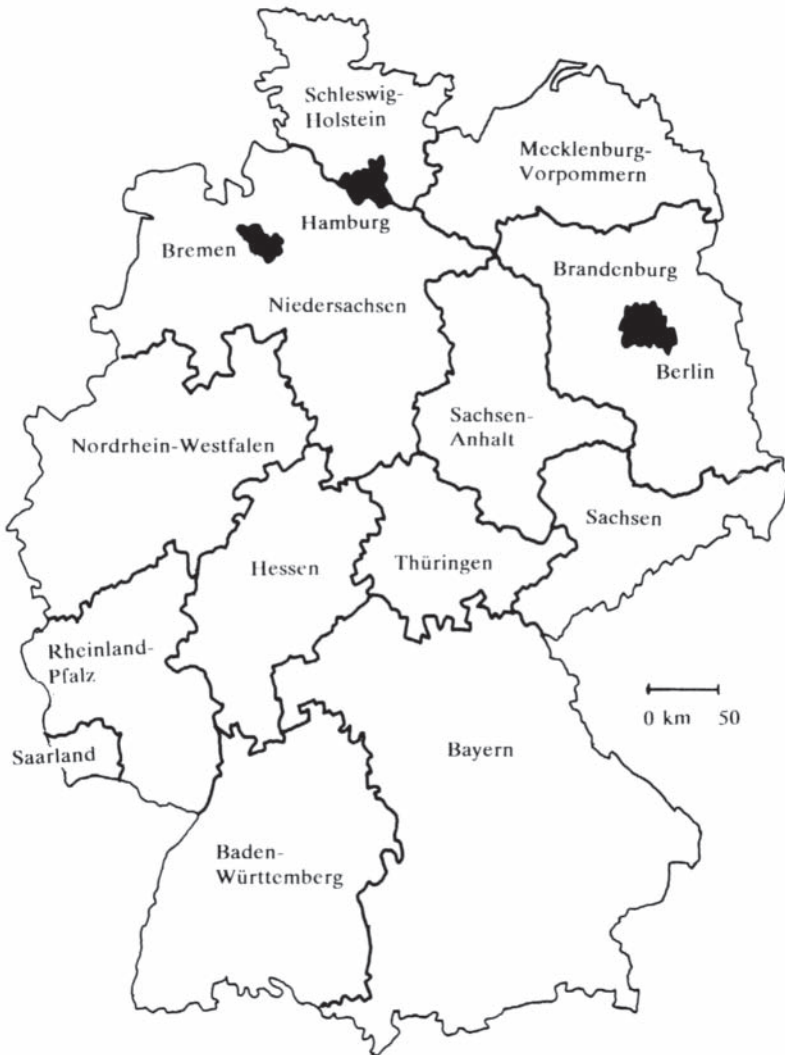 Schleswig-
Holstein
Mecklenburg-
Vorpommern
Hamburg
Bremen
Brandenburg
Niedersachsen
Berlin
Sachsen-
Anhalt
Nordrhein-Westfalen
Sachsen
Hessen
Thüringen
Rheinland-
Pfalz
0 km 50
Saarland
Bayern
Baden-
Württemberg